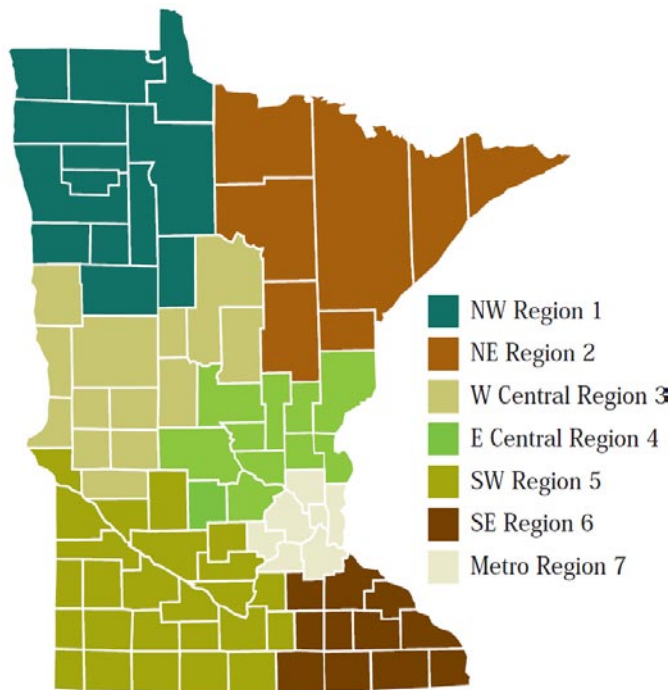 NW Region 1
NE Region 2
W Central Region 3
E Central Region 4
SW Region 5
SE Region 6
Metro Region 7